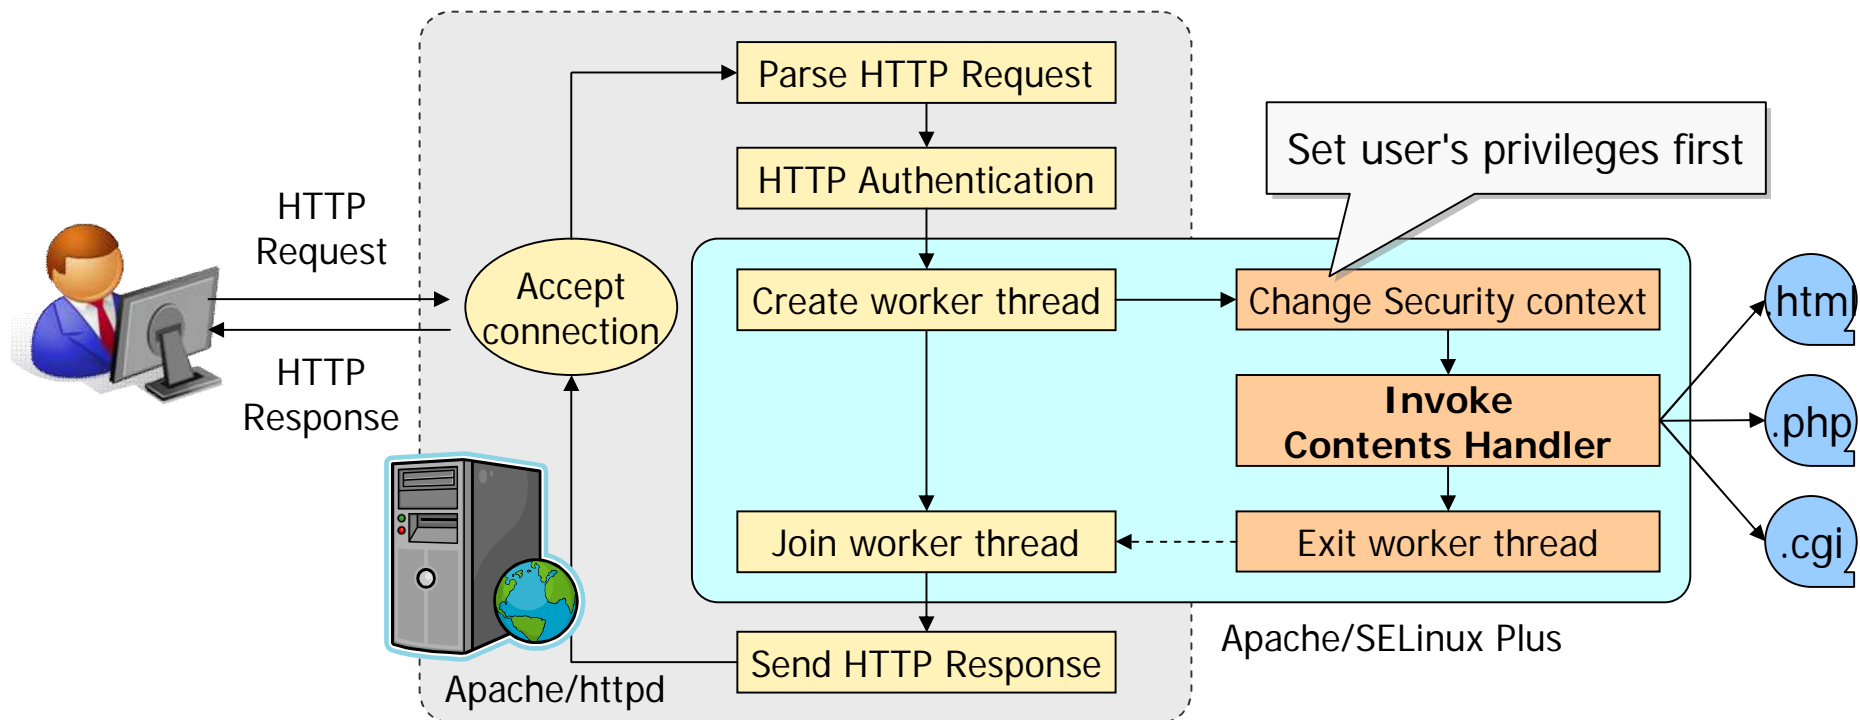 Parse HTTP Request
Set user's privileges first
HTTP Authentication
HTTP
Request
Accept
connection
Create worker thread
Change Security context
.html
HTTP
Response
Invoke
Contents Handler
.php
Join worker thread
Exit worker thread
.cgi
Apache/SELinux Plus
Send HTTP Response
Apache/httpd